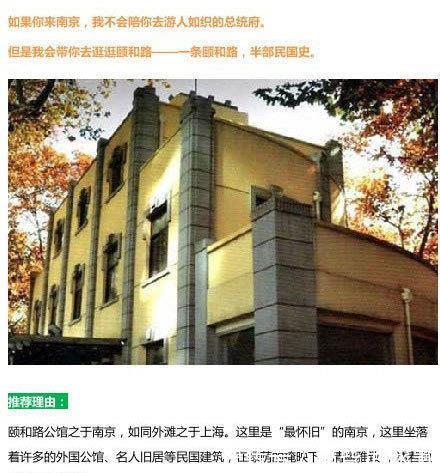 如果你来南京，我不会陪你去游人如织的总统府。
但是我会带你去逛逛颐和路——一条颐和路，半部民国史。
推荐理由：
颐和路公馆之于南京，如同外滩之于上海。这里是“最怀旧”的南京，这里坐落
着许多的外国公馆、名人旧居等民国建筑，在